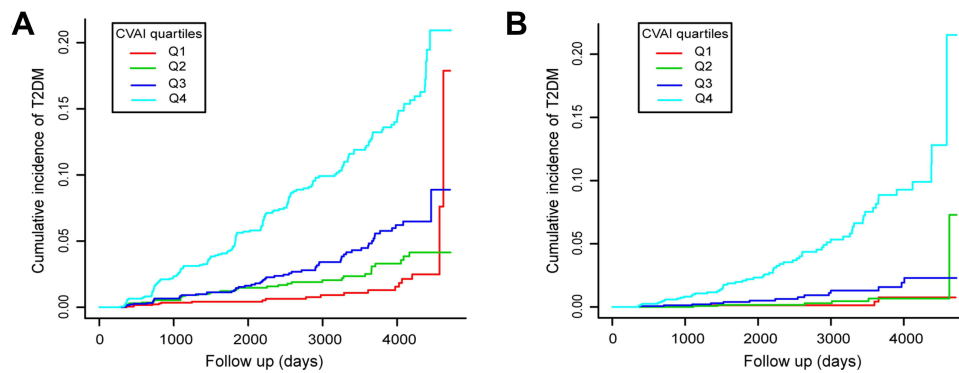 A
CVAI quartiles
Q1
Q2
Q3
Q4
Cumulative incidence of T2DM
0.20
0.15
0.10
0.05
0.00
0
1000
2000
3000
4000
Follow up (days)
B
CVAI quartiles
Q1
Q2
Q3
Q4
Cumulative incidence of T2DM
0.20
0.15
0.10
0.05
0.00
0
1000
2000
3000
4000
Follow up (days)